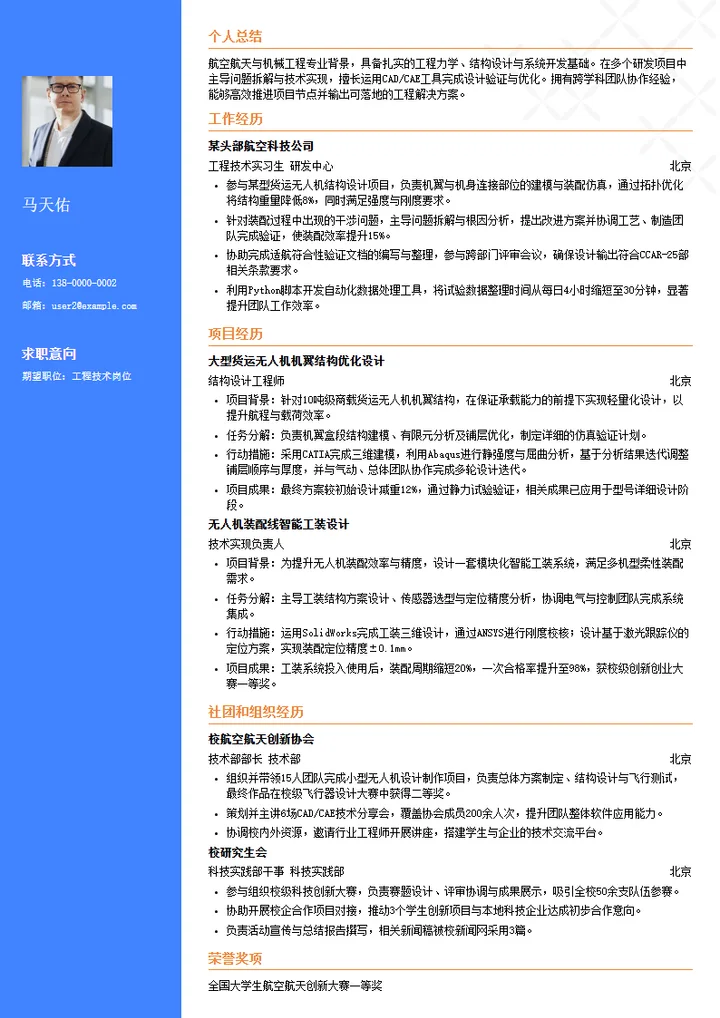 马天佑
联系方式
电话：138-0000-0002
邮箱：user2@example.com
求职意向
期望职位：工程技术岗位
个人总结
航空航天与机械工程专业背景，具备扎实的工程力学、结构设计与系统开发基础。在多个研发项目中
主导问题拆解与技术实现，擅长运用CAD/CAE工具完成设计验证与优化。拥有跨学科团队协作经验，
能够高效推进项目节点并输出可落地的工程解决方案。
工作经历
某头部航空科技公司
工程技术实习生 研发中心 北京
• 参与某型货运无人机结构设计项目，负责机翼与机身连接部位的建模与装配仿真，通过拓扑优化
将结构重量降低8%，同时满足强度与刚度要求。
• 针对装配过程中出现的干涉问题，主导问题拆解与根因分析，提出改进方案并协调工艺、制造团
队完成验证，使装配效率提升15%。
• 协助完成适航符合性验证文档的编写与整理，参与跨部门评审会议，确保设计输出符合CCAR-25部
相关条款要求。
• 利用Python脚本开发自动化数据处理工具，将试验数据整理时间从每日4小时缩短至30分钟，显著
提升团队工作效率。
项目经历
大型货运无人机机翼结构优化设计
结构设计工程师 北京
• 项目背景：针对10吨级商载货运无人机机翼结构，在保证承载能力的前提下实现轻量化设计，以
提升航程与载荷效率。
• 任务分解：负责机翼盒段结构建模、有限元分析及铺层优化，制定详细的仿真验证计划。
• 行动措施：采用CATIA完成三维建模，利用Abaqus进行静强度与屈曲分析，基于分析结果迭代调整
铺层顺序与厚度，并与气动、总体团队协作完成多轮设计迭代。
• 项目成果：最终方案较初始设计减重12%，通过静力试验验证，相关成果已应用于型号详细设计阶
段。
无人机装配线智能工装设计
技术实现负责人 北京
• 项目背景：为提升无人机装配效率与精度，设计一套模块化智能工装系统，满足多机型柔性装配
需求。
• 任务分解：主导工装结构方案设计、传感器选型与定位精度分析，协调电气与控制团队完成系统
集成。
• 行动措施：运用SolidWorks完成工装三维设计，通过ANSYS进行刚度校核；设计基于激光跟踪仪的
定位方案，实现装配定位精度±0.1mm。
• 项目成果：工装系统投入使用后，装配周期缩短20%，一次合格率提升至98%，获校级创新创业大
赛一等奖。
社团和组织经历
校航空航天创新协会
技术部部长 技术部 北京
• 组织并带领15人团队完成小型无人机设计制作项目，负责总体方案制定、结构设计与飞行测试，
最终作品在校级飞行器设计大赛中获得二等奖。
• 策划并主讲6场CAD/CAE技术分享会，覆盖协会成员200余人次，提升团队整体软件应用能力。
• 协调校内外资源，邀请行业工程师开展讲座，搭建学生与企业的技术交流平台。
校研究生会
科技实践部干事 科技实践部 北京
• 参与组织校级科技创新大赛，负责赛题设计、评审协调与成果展示，吸引全校50余支队伍参赛。
• 协助开展校企合作项目对接，推动3个学生创新项目与本地科技企业达成初步合作意向。
• 负责活动宣传与总结报告撰写，相关新闻稿被校新闻网采用3篇。
荣誉奖项
全国大学生航空航天创新大赛一等奖